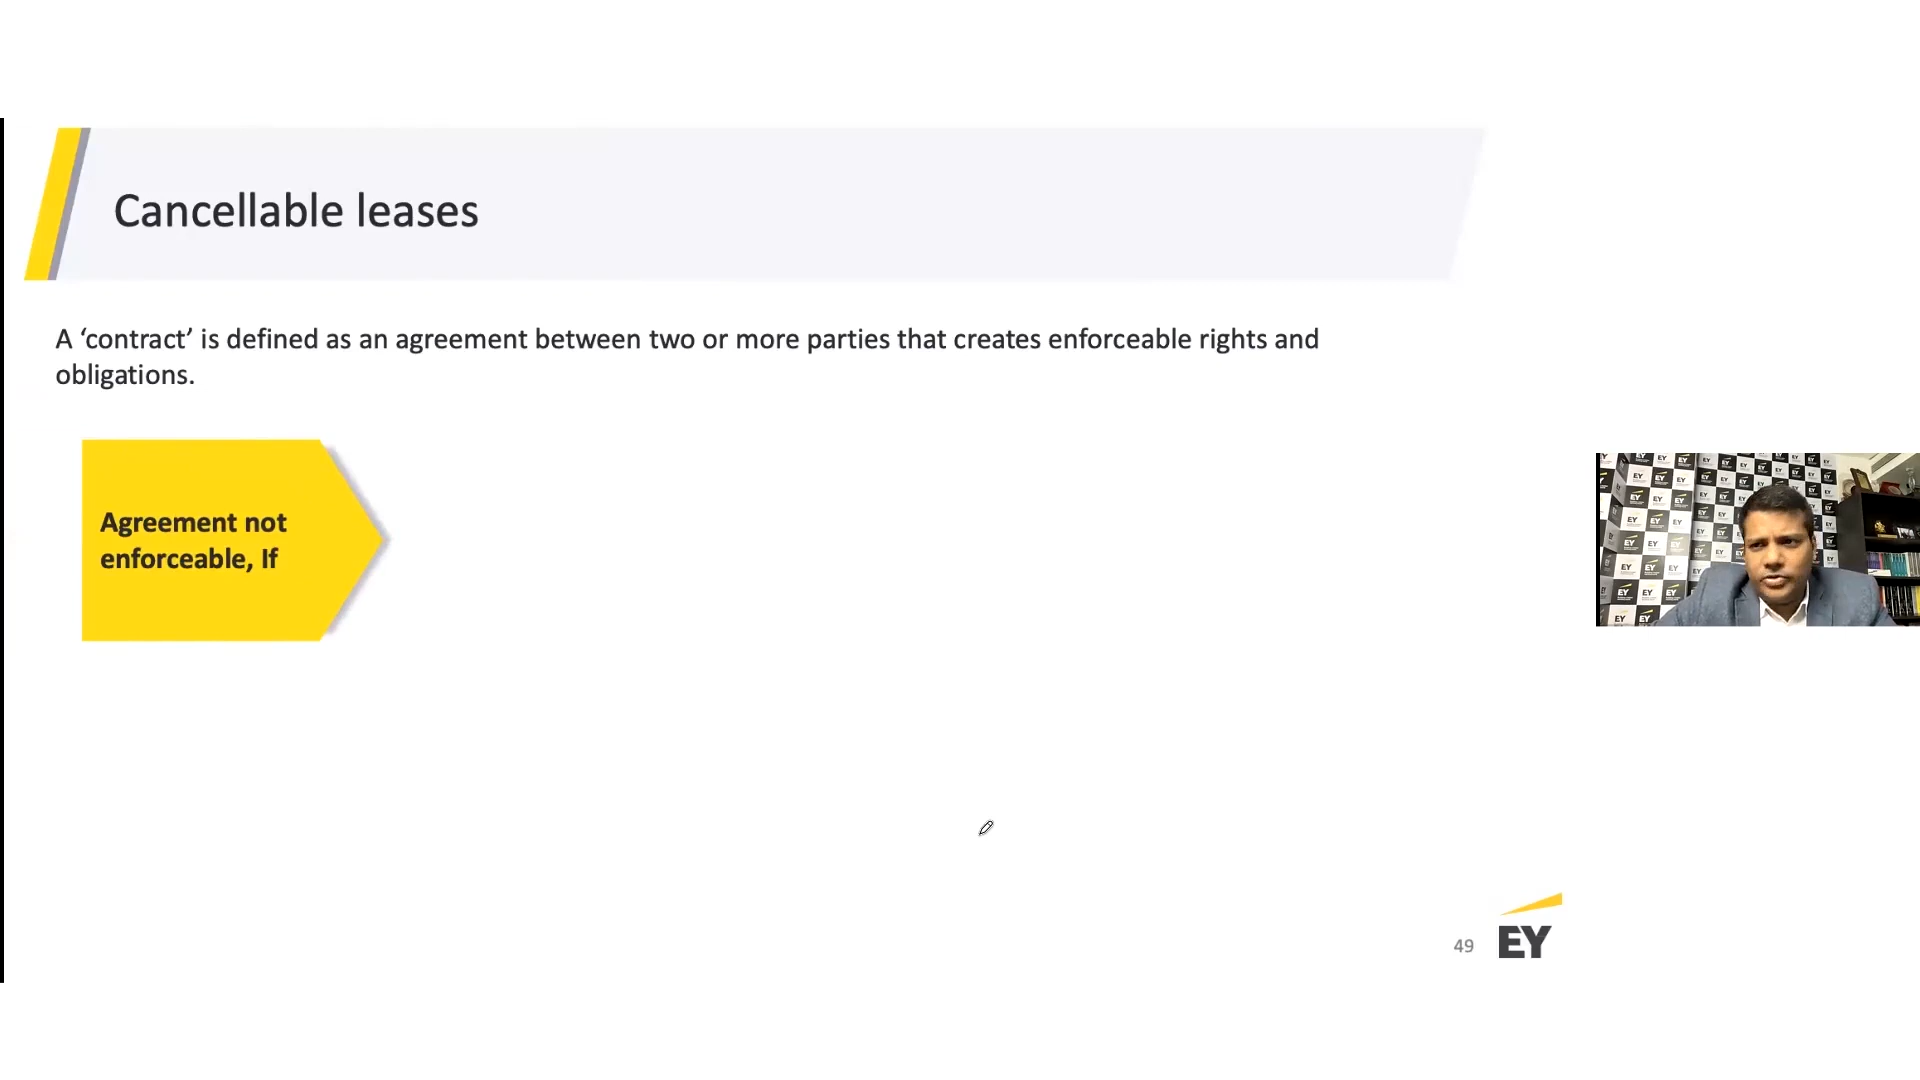 Cancellable leases
A ‘contract’ is defined as an agreement between two or more parties that creates enforceable rights and
obligations.
Agreement not
enforceable, If
49
EY